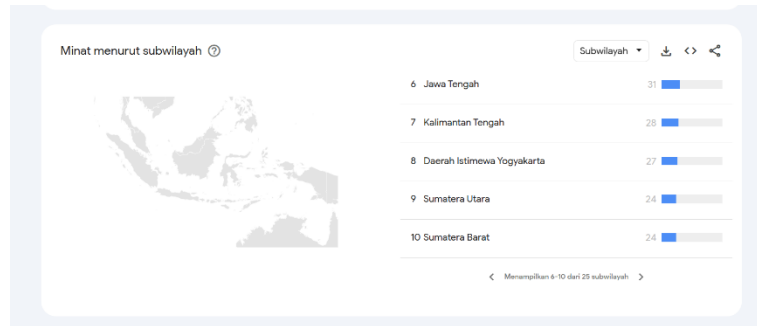 Minat menurut subwilayah
Subwilayah
6 Jawa Tengah 31
7 Kalimantan Tengah 28
8 Daerah Istimewa Yogyakarta 27
9 Sumatera Utara 24
10 Sumatera Barat 24
Menampilkan 6-10 dari 25 subwilayah